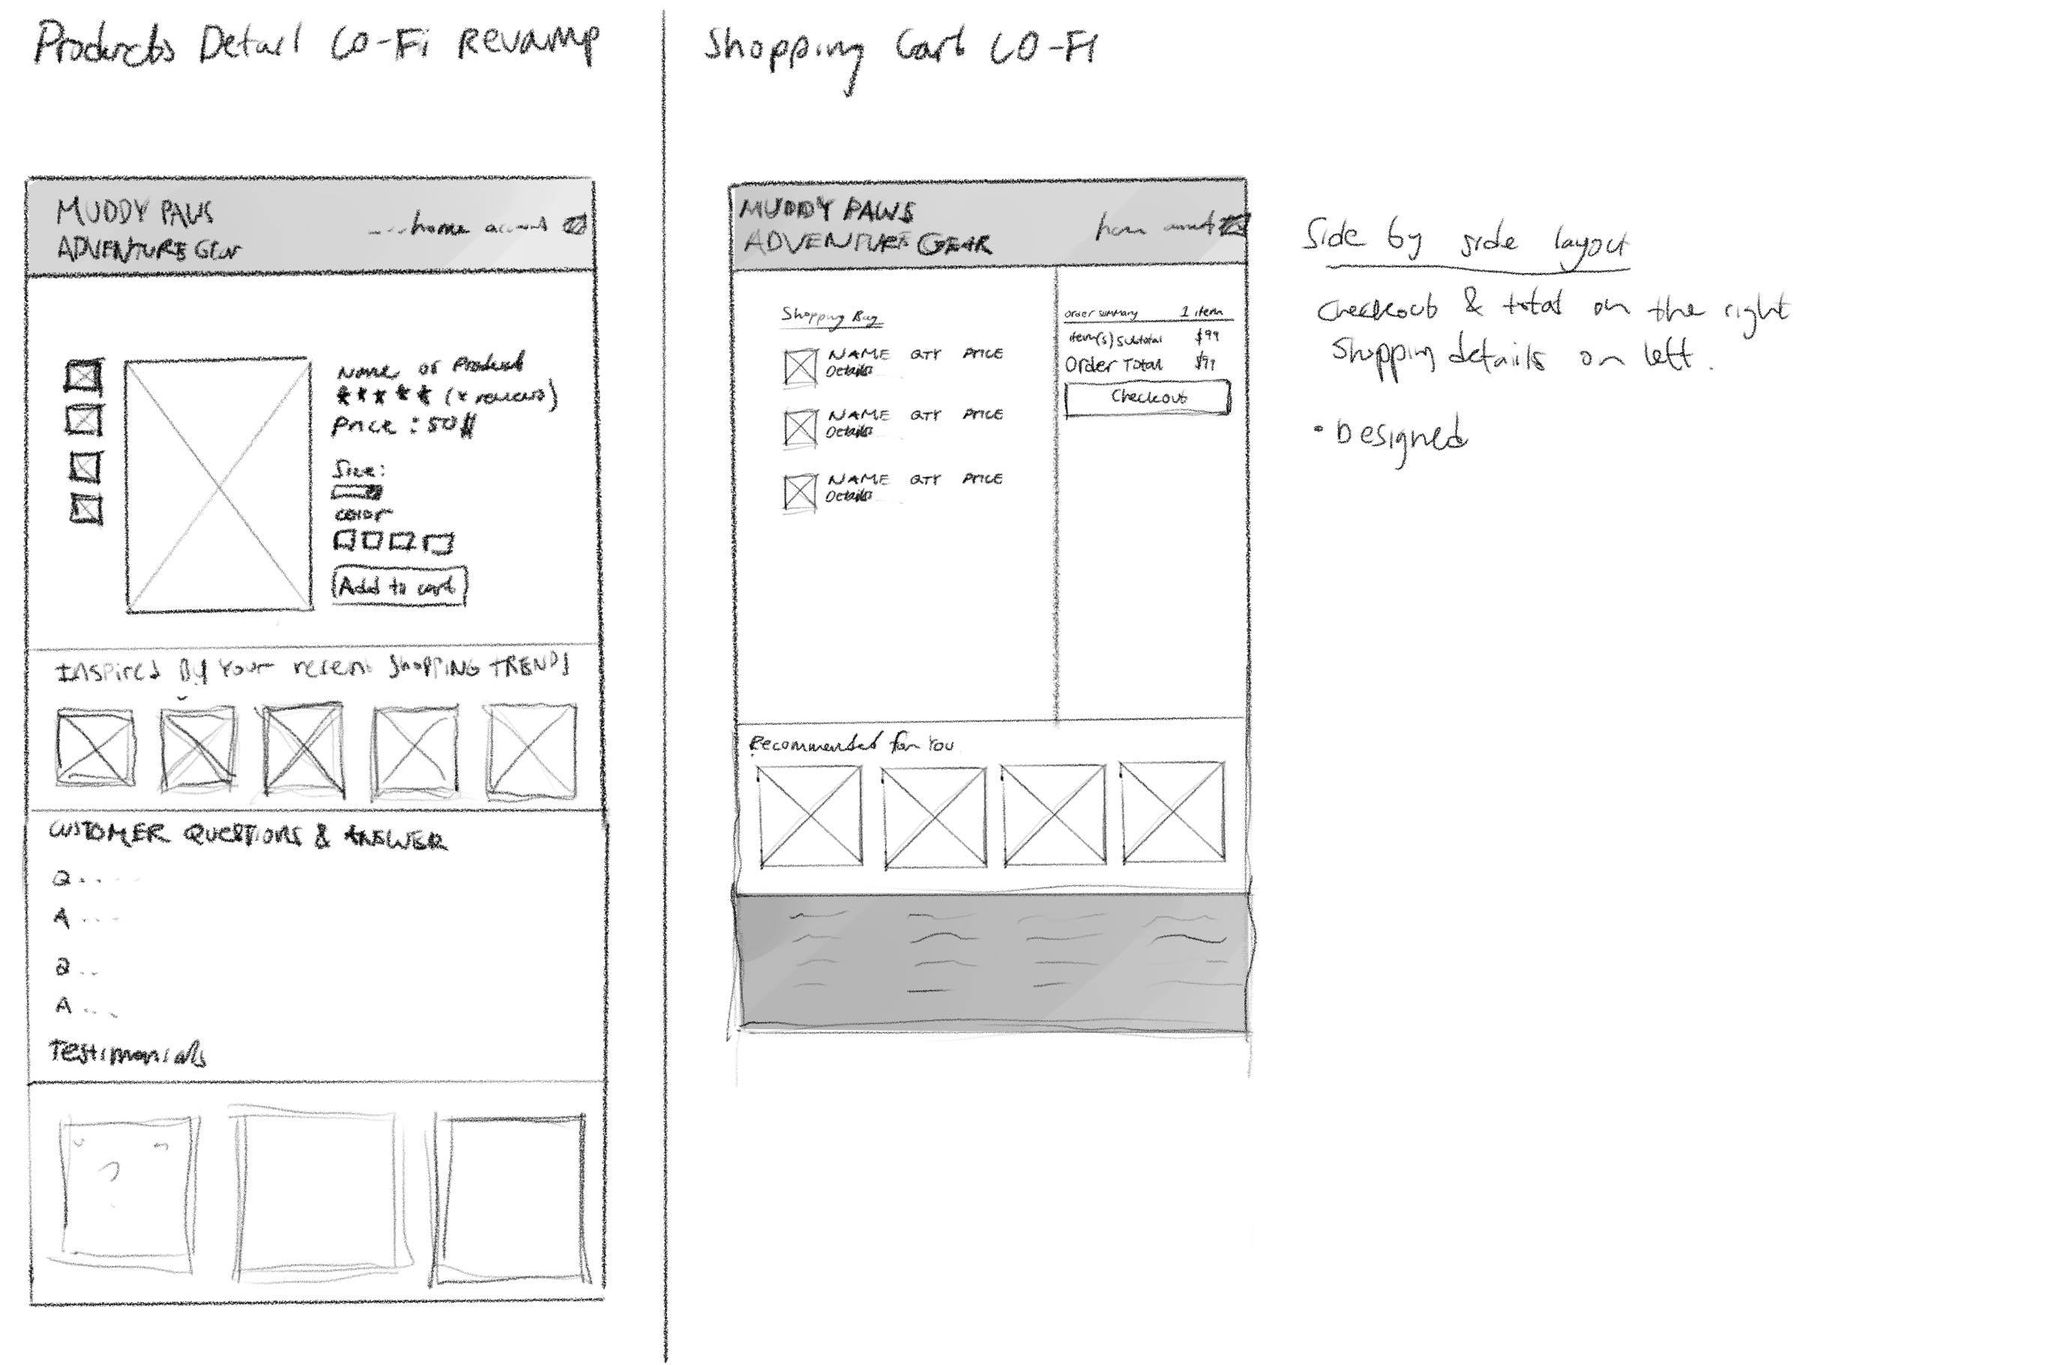 Products Detail LO-Fi Revamp
MUDDY PAWS
ADVENTURE Gear
home account
Name of Product
★★★★★ (* reviews)
Price : 50$
Size:
color
Add to cart
Inspired By Your recent Shopping TRENDS
CUSTOMER QUESTIONS & ANSWER
Q....
A...
Q..
A...
Testimonials
Shopping Cart LO-Fi
MUDDY PAWS
ADVENTURE GEAR
home
Shopping Bag
NAME QTY PRICE
Details
NAME QTY PRICE
Details
NAME QTY PRICE
Details
order summary 1 item
item(s) subtotal $99
Order Total $99
Checkout
Recommended for You
Side by side layout
Checkout & total on the right
Shopping details on left.
• Designed